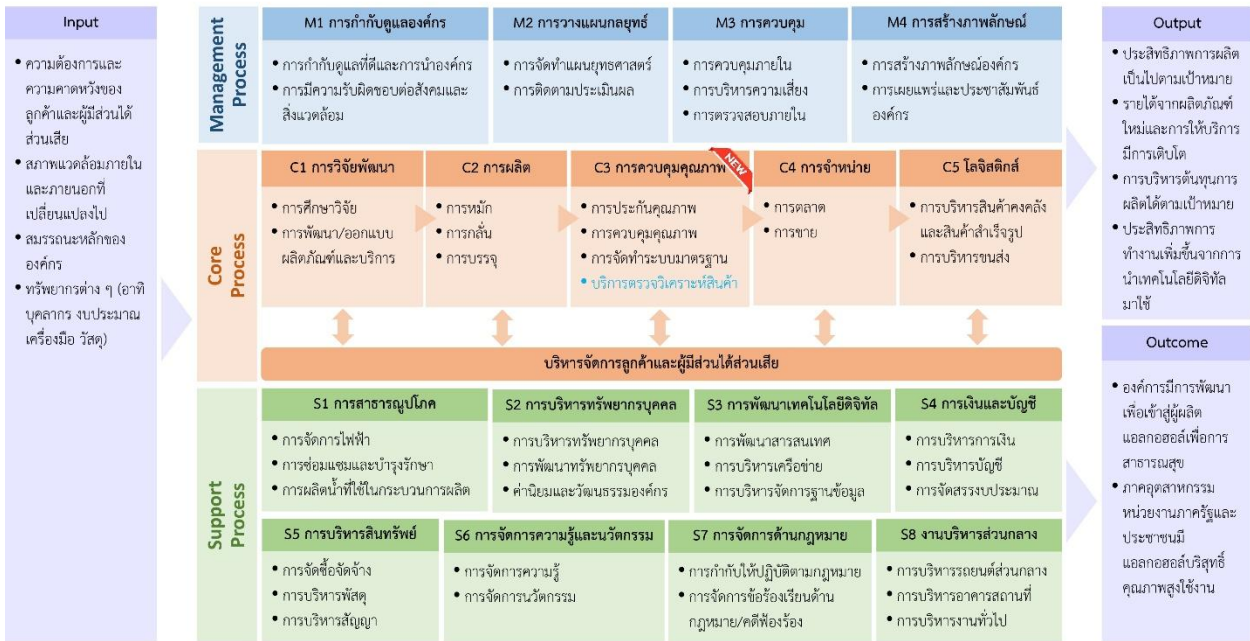 Input
• ความต้องการและ
ความคาดหวังของ
ลูกค้าและผู้มีส่วนได้
ส่วนเสีย
• สภาพแวดล้อมภายใน
และภายนอกที่
เปลี่ยนแปลงไป
• สมรรถนะหลักของ
องค์กร
• ทรัพยากรต่าง ๆ (อาทิ
บุคลากร งบประมาณ
เครื่องมือ วัสดุ)
Management
Process
M1 การกำกับดูแลองค์กร
• การกำกับดูแลที่ดีและการนำองค์กร
• การมีความรับผิดชอบต่อสังคมและ
สิ่งแวดล้อม
M2 การวางแผนกลยุทธ์
• การจัดทำแผนยุทธศาสตร์
• การติดตามประเมินผล
M3 การควบคุม
• การควบคุมภายใน
• การบริหารความเสี่ยง
• การตรวจสอบภายใน
M4 การสร้างภาพลักษณ์
• การสร้างภาพลักษณ์องค์กร
• การเผยแพร่และประชาสัมพันธ์
องค์กร
Core
Process
C1 การวิจัยพัฒนา
• การศึกษาวิจัย
• การพัฒนา/ออกแบบ
ผลิตภัณฑ์และบริการ
C2 การผลิต
• การหมัก
• การกลั่น
• การบรรจุ
C3 การควบคุมคุณภาพ
NEW
• การประกันคุณภาพ
• การควบคุมคุณภาพ
• การจัดทำระบบมาตรฐาน
• บริการตรวจวิเคราะห์สินค้า
C4 การจำหน่าย
• การตลาด
• การขาย
C5 โลจิสติกส์
• การบริหารสินค้าคงคลัง
และสินค้าสำเร็จรูป
• การบริหารขนส่ง
บริหารจัดการลูกค้าและผู้มีส่วนได้ส่วนเสีย
Support
Process
S1 การสาธารณูปโภค
• การจัดการไฟฟ้า
• การซ่อมแซมและบำรุงรักษา
• การผลิตน้ำที่ใช้ในกระบวนการผลิต
S2 การบริหารทรัพยากรบุคคล
• การบริหารทรัพยากรบุคคล
• การพัฒนาทรัพยากรบุคคล
• ค่านิยมและวัฒนธรรมองค์กร
S3 การพัฒนาเทคโนโลยีดิจิทัล
• การพัฒนาสารสนเทศ
• การบริหารเครือข่าย
• การบริหารจัดการฐานข้อมูล
S4 การเงินและบัญชี
• การบริหารการเงิน
• การบริหารบัญชี
• การจัดสรรงบประมาณ
S5 การบริหารสินทรัพย์
• การจัดซื้อจัดจ้าง
• การบริหารพัสดุ
• การบริหารสัญญา
S6 การจัดการความรู้และนวัตกรรม
• การจัดการความรู้
• การจัดการนวัตกรรม
S7 การจัดการด้านกฎหมาย
• การกำกับให้ปฏิบัติตามกฎหมาย
• การจัดการข้อร้องเรียนด้าน
กฎหมาย/คดีฟ้องร้อง
S8 งานบริหารส่วนกลาง
• การบริหารรถยนต์ส่วนกลาง
• การบริหารอาคารสถานที่
• การบริหารงานทั่วไป
Output
• ประสิทธิภาพการผลิต
เป็นไปตามเป้าหมาย
• รายได้จากผลิตภัณฑ์
ใหม่และการให้บริการ
มีการเติบโต
• การบริหารต้นทุนการ
ผลิตได้ตามเป้าหมาย
• ประสิทธิภาพการ
ทำงานเพิ่มขึ้นจากการ
นำเทคโนโลยีดิจิทัล
มาใช้
Outcome
• องค์การมีการพัฒนา
เพื่อเข้าสู่ผู้ผลิต
แอลกอฮอล์เพื่อการ
สาธารณสุข
• ภาคอุตสาหกรรม
หน่วยงานภาครัฐและ
ประชาชนมี
แอลกอฮอล์บริสุทธิ์
คุณภาพสูงใช้งาน